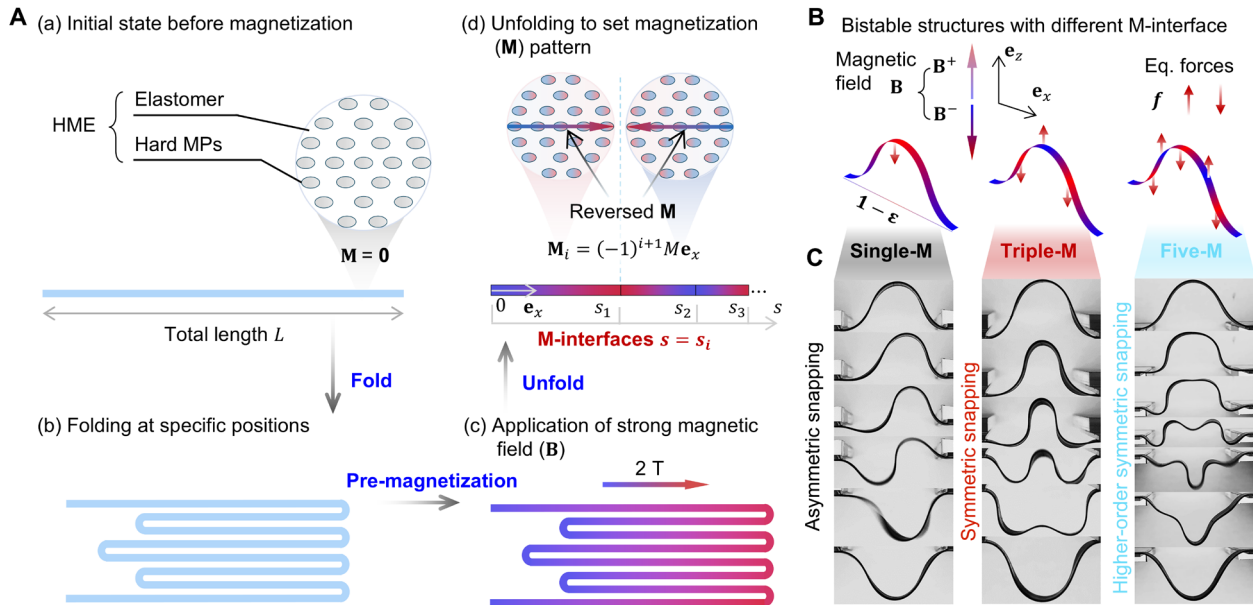 A
(a) Initial state before magnetization
HME
Elastomer
Hard MPs
M = 0
Total length L
Fold
(b) Folding at specific positions
Pre-magnetization
(c) Application of strong magnetic
field (B)
2 T
Unfold
(d) Unfolding to set magnetization
(M) pattern
Reversed M
Mᵢ = (−1)ⁱ⁺¹Meₓ
0 eₓ s₁ s₂ s₃ s
...
M-interfaces s = sᵢ
B
Bistable structures with different M-interface
Magnetic
field B
B⁺
B⁻
e_z
eₓ
Eq. forces
f
1 − ε
C
Single-M
Triple-M
Five-M
Asymmetric snapping
Symmetric snapping
Higher-order symmetric snapping